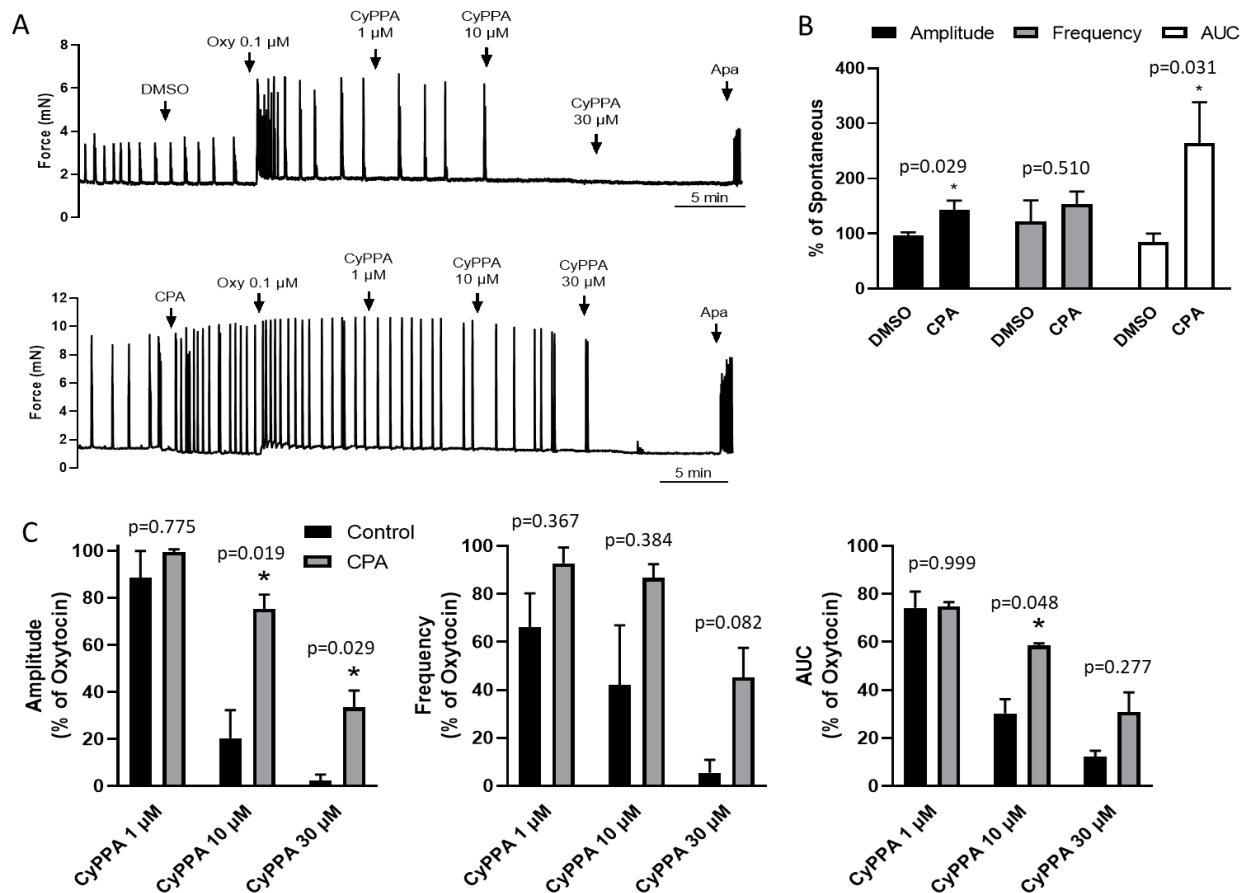 A
CyPPA
1 µM
CyPPA
10 µM
Oxy 0.1 µM
DMSO
CyPPA
30 µM
Apa
Force (mN)
8
6
4
2
0
5 min
CPA
Oxy 0.1 µM
CyPPA
1 µM
CyPPA
10 µM
CyPPA
30 µM
Apa
Force (mN)
12
10
8
6
4
2
0
5 min
B
Amplitude Frequency AUC
% of Spontaneous
400
300
200
100
0
p=0.029
*
p=0.510
p=0.031
*
DMSO CPA DMSO CPA DMSO CPA
C
Control
CPA
Amplitude
(% of Oxytocin)
100
80
60
40
20
0
p=0.775
p=0.019
*
p=0.029
*
CyPPA 1 µM CyPPA 10 µM CyPPA 30 µM
Frequency
(% of Oxytocin)
100
80
60
40
20
0
p=0.367
p=0.384
p=0.082
CyPPA 1 µM CyPPA 10 µM CyPPA 30 µM
AUC
(% of Oxytocin)
100
80
60
40
20
0
p=0.999
p=0.048
*
p=0.277
CyPPA 1 µM CyPPA 10 µM CyPPA 30 µM